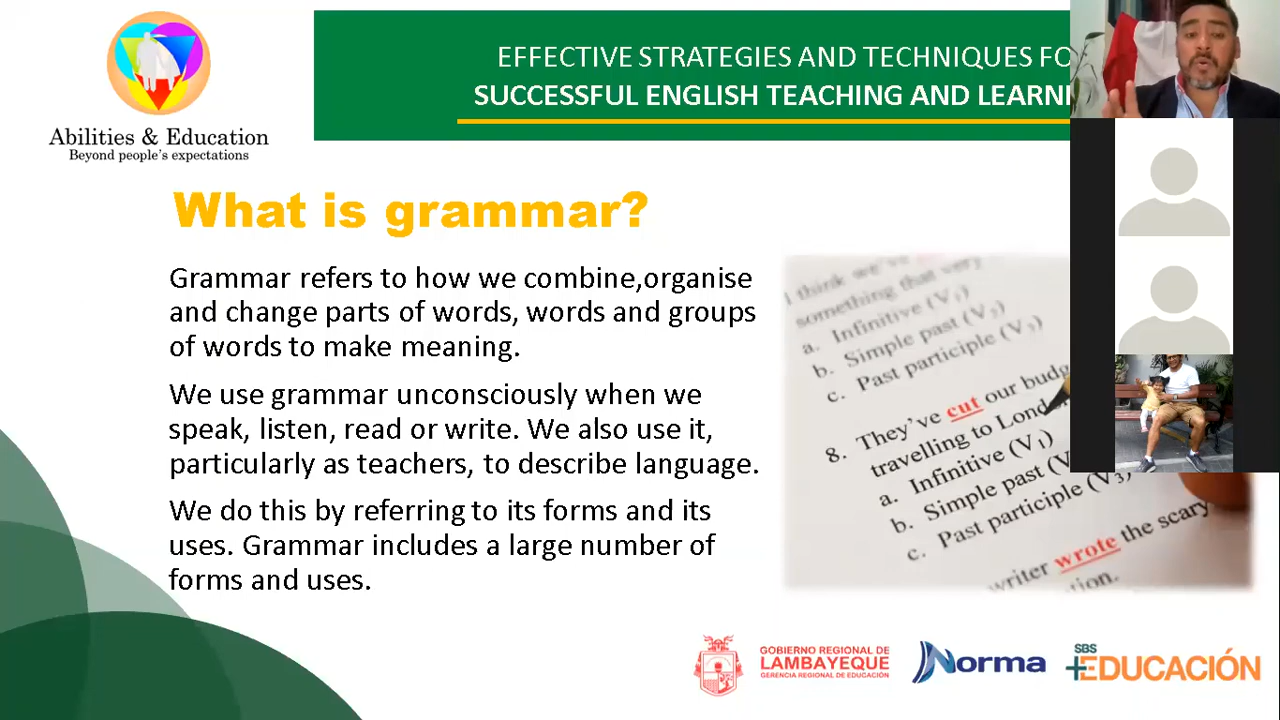 Abilities & Education
Beyond people's expectations
EFFECTIVE STRATEGIES AND TECHNIQUES
SUCCESSFUL ENGLISH TEACHING AND
What is grammar?
Grammar refers to how we combine,organise
and change parts of words, words and groups
of words to make meaning.
We use grammar unconsciously when we
speak, listen, read or write. We also use it,
particularly as teachers, to describe language.
We do this by referring to its forms and its
uses. Grammar includes a large number of
forms and uses.
I think we've
something that very
a. Infinitive (V1)
b. Simple past (V2)
c. Past participle (V3)
8. They've cut our
travelling to
a. Infinitive (V1)
b. Simple past
c. Past participle (V3)
writer wrote the scary
GOBIERNO REGIONAL DE
LAMBAYEQUE
GERENCIA REGIONAL DE EDUCACIÓN
Norma
SBS
+EDUCACIÓN